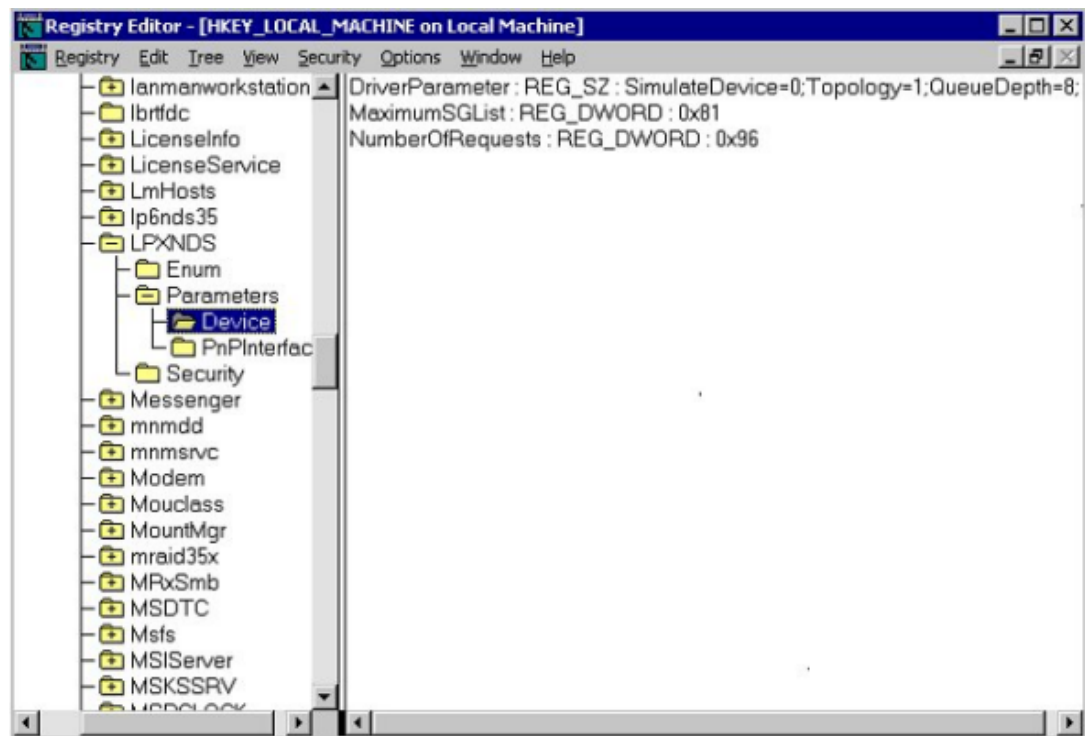 Registry Editor - [HKEY_LOCAL_MACHINE on Local Machine]
Registry Edit Tree View Security Options Window Help
lanmanworkstation
lbrtfdc
LicenseInfo
LicenseService
LmHosts
lp6nds35
LPXNDS
Enum
Parameters
Device
PnPInterfac
Security
Messenger
mnmdd
mnmsrvc
Modem
Mouclass
MountMgr
mraid35x
MRxSmb
MSDTC
Msfs
MSIServer
MSKSSRV
DriverParameter : REG_SZ : SimulateDevice=0;Topology=1;QueueDepth=8;
MaximumSGList : REG_DWORD : 0x81
NumberOfRequests : REG_DWORD : 0x96